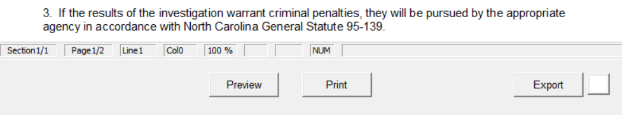 3. If the results of the investigation warrant criminal penalties, they will be pursued by the appropriate
agency in accordance with North Carolina General Statute 95-139.
Section1/1 Page1/2 Line1 Col0 100 % NUM
Preview Print Export